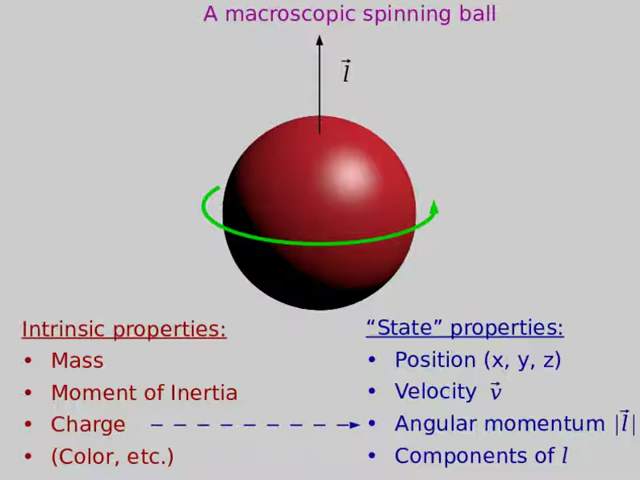 A macroscopic spinning ball
l⃗
Intrinsic properties:
• Mass
• Moment of Inertia
• Charge
• (Color, etc.)
“State” properties:
• Position (x, y, z)
• Velocity v⃗
• Angular momentum |l⃗|
• Components of l